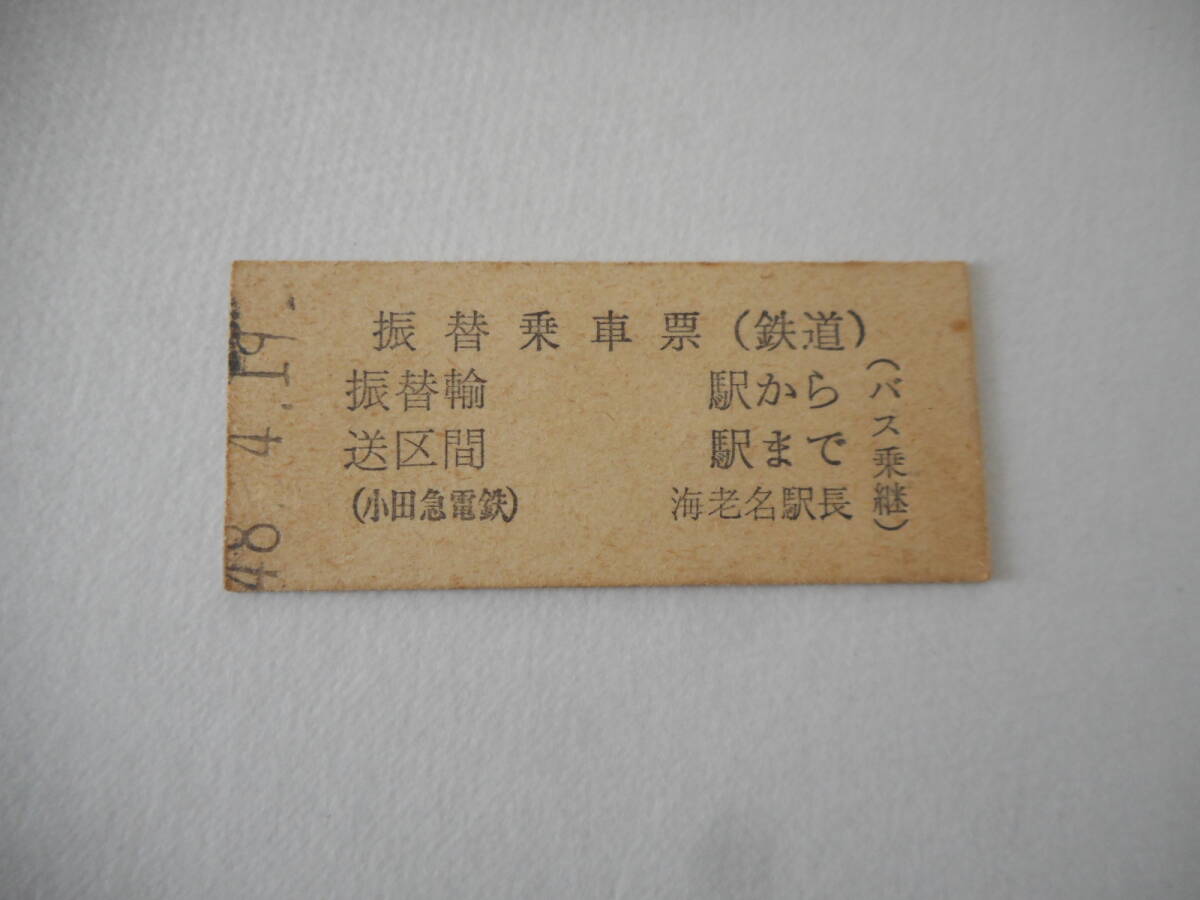 振替乗車票(鉄道)
振替輸 駅から
送区間 駅まで
(小田急電鉄) 海老名駅長
(バス乗継)
48. 4. 19. -